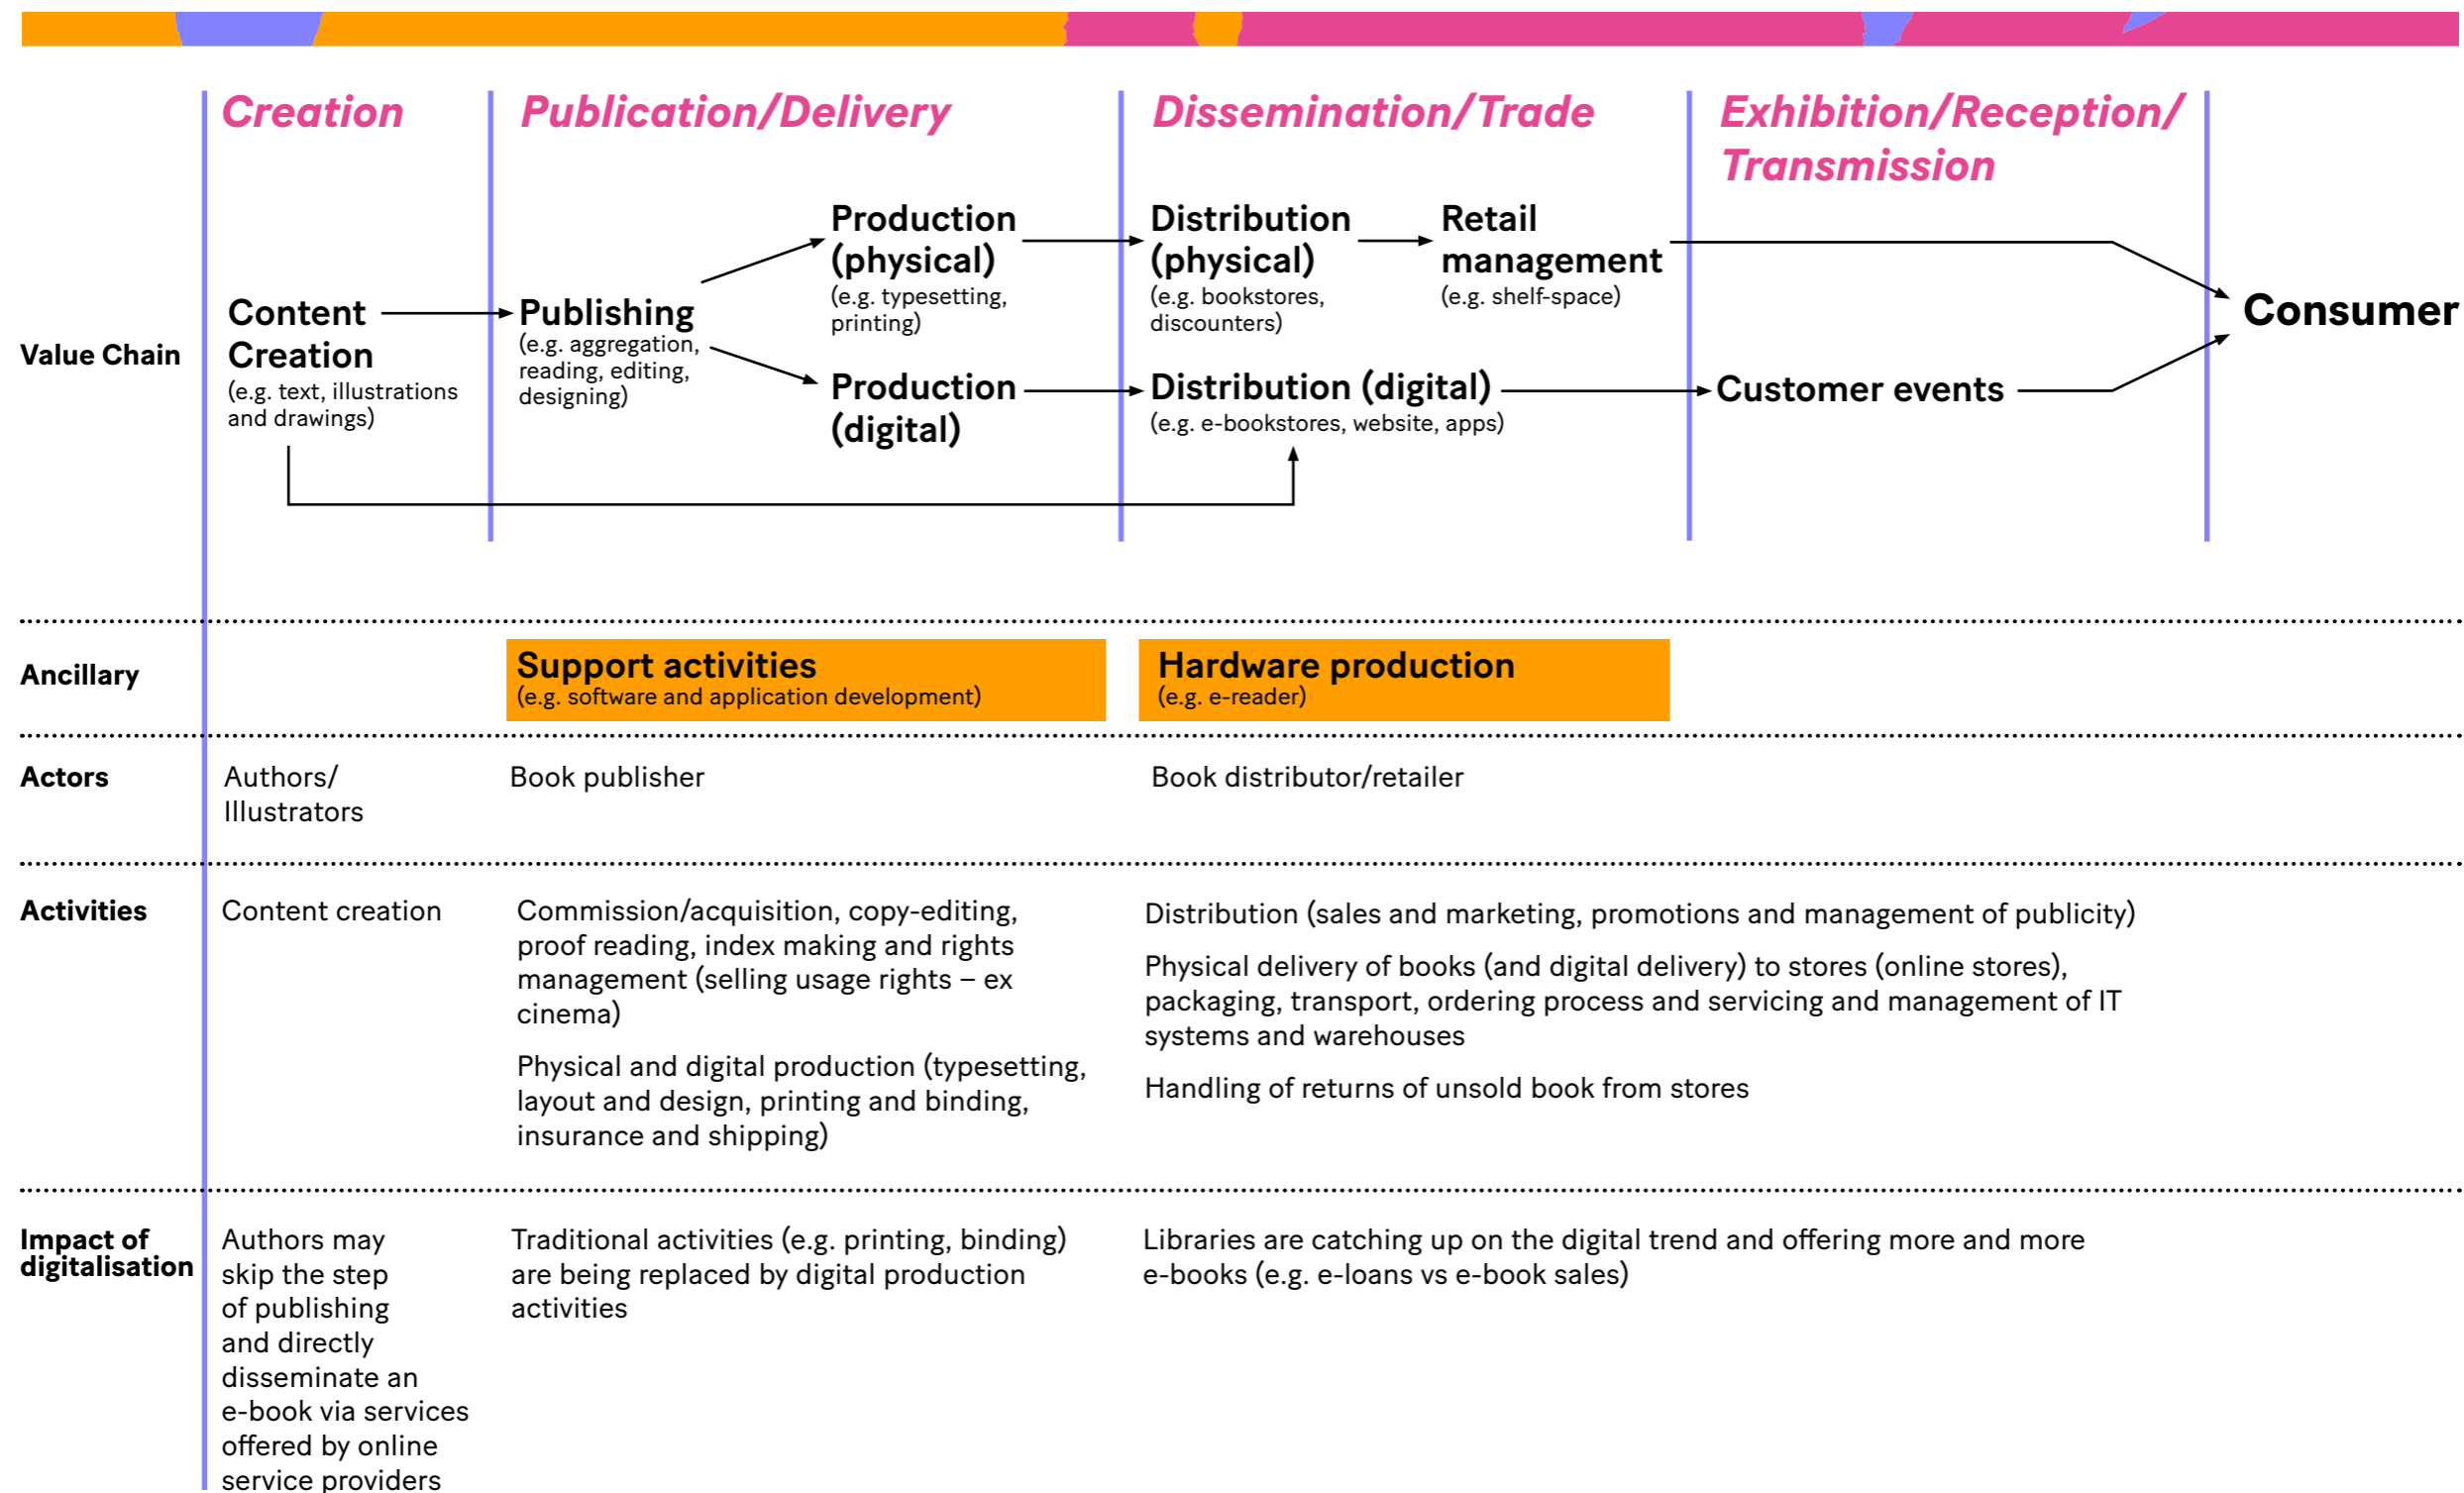 Creation
Publication/Delivery
Dissemination/Trade
Exhibition/Reception/
Transmission
Value Chain
Content
Creation
(e.g. text, illustrations
and drawings)
Publishing
(e.g. aggregation,
reading, editing,
designing)
Production
(physical)
(e.g. typesetting,
printing)
Production
(digital)
Distribution
(physical)
(e.g. bookstores,
discounters)
Retail
management
(e.g. shelf-space)
Distribution (digital)
(e.g. e-bookstores, website, apps)
Customer events
Consumer
Ancillary
Support activities
(e.g. software and application development)
Hardware production
(e.g. e-reader)
Actors
Authors/
Illustrators
Book publisher
Book distributor/retailer
Activities
Content creation
Commission/acquisition, copy-editing,
proof reading, index making and rights
management (selling usage rights – ex
cinema)
Physical and digital production (typesetting,
layout and design, printing and binding,
insurance and shipping)
Distribution (sales and marketing, promotions and management of publicity)
Physical delivery of books (and digital delivery) to stores (online stores),
packaging, transport, ordering process and servicing and management of IT
systems and warehouses
Handling of returns of unsold book from stores
Impact of
digitalisation
Authors may
skip the step
of publishing
and directly
disseminate an
e-book via services
offered by online
service providers
Traditional activities (e.g. printing, binding)
are being replaced by digital production
activities
Libraries are catching up on the digital trend and offering more and more
e-books (e.g. e-loans vs e-book sales)